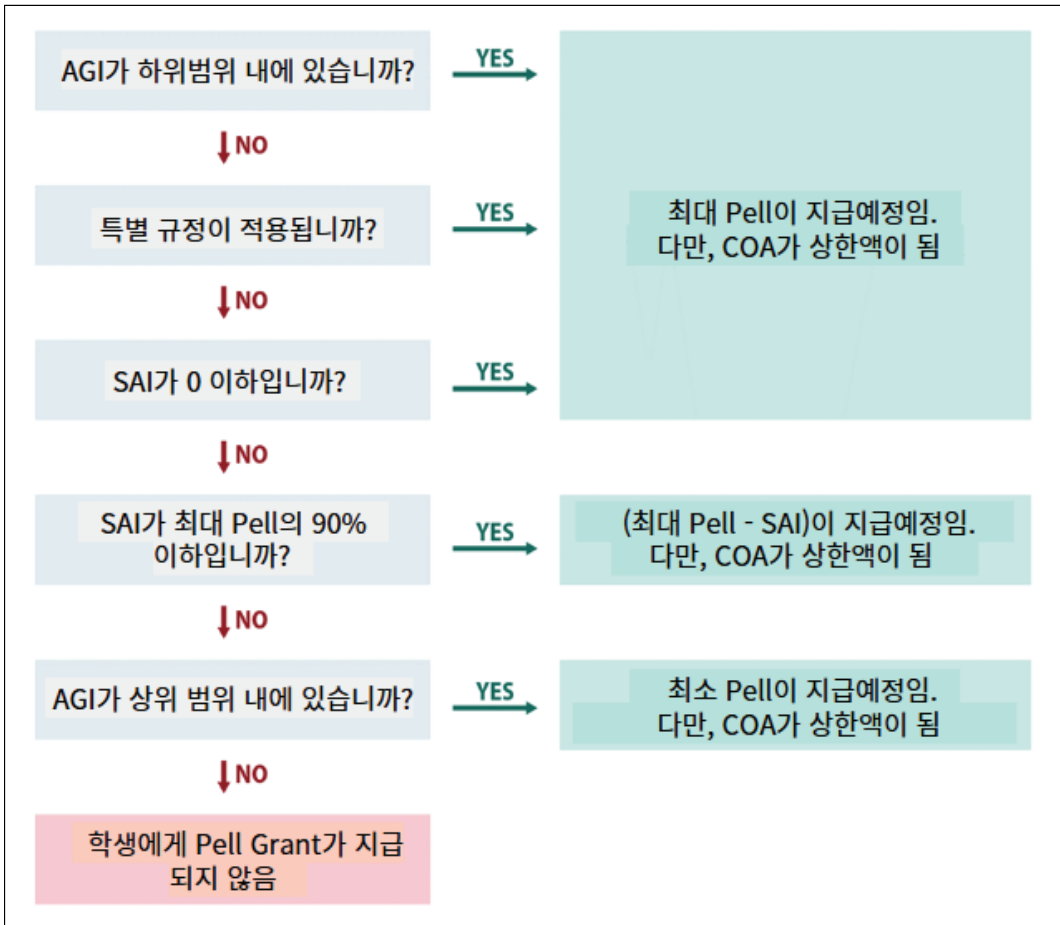 AGI가 하위범위 내에 있습니까?
YES
NO
특별 규정이 적용됩니까?
YES
최대 Pell이 지급예정임.
다만, COA가 상한액이 됨
NO
SAI가 0 이하입니까?
YES
NO
SAI가 최대 Pell의 90%
이하입니까?
YES
(최대 Pell - SAI)이 지급예정임.
다만, COA가 상한액이 됨
NO
AGI가 상위 범위 내에 있습니까?
YES
최소 Pell이 지급예정임.
다만, COA가 상한액이 됨
NO
학생에게 Pell Grant가 지급
되지 않음